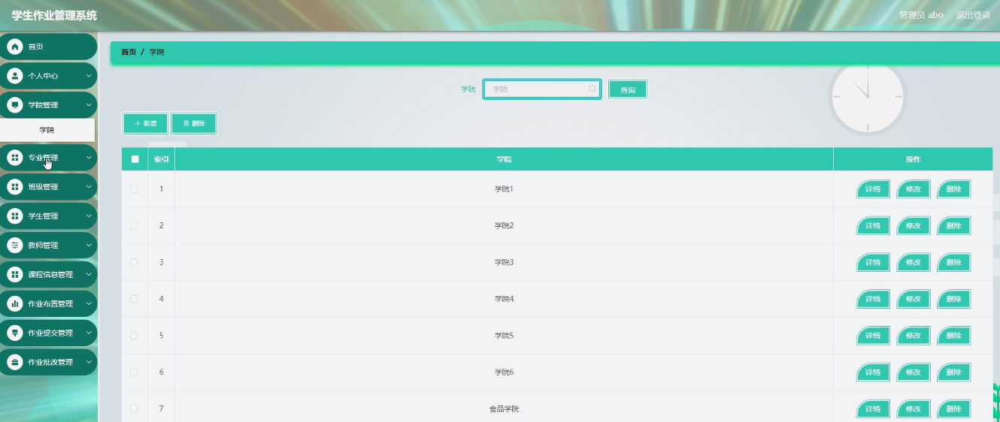 学生作业管理系统
管理员 abo 退出登录
首页
个人中心
学院管理
学院
专业管理
班级管理
学生管理
教师管理
课程信息管理
作业布置管理
作业提交管理
作业批改管理
首页 / 学院
学院 学院 查询
新增 删除
索引 学院 操作
1 学院1 详情 修改 删除
2 学院2 详情 修改 删除
3 学院3 详情 修改 删除
4 学院4 详情 修改 删除
5 学院5 详情 修改 删除
6 学院6 详情 修改 删除
7 食品学院 详情 修改 删除